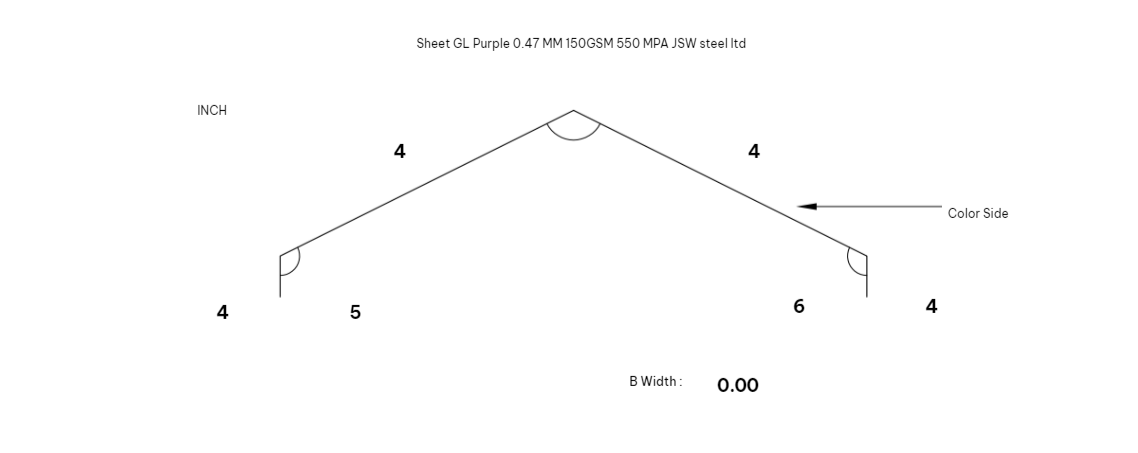 Sheet GL Purple 0.47 MM 150GSM 550 MPA JSW steel ltd
INCH
4 4
Color Side
4 5 6 4
B Width : 0.00